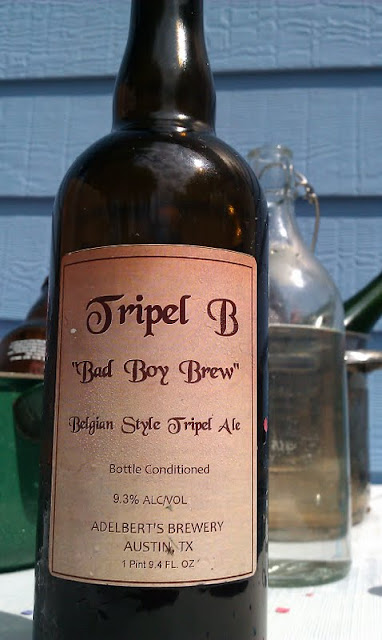 Tripel B
"Bad Boy Brew"
Belgian Style Tripel Ale
Bottle Conditioned
9.3% ALC/VOL
ADELBERT'S BREWERY
AUSTIN, TX
1 Pint 9.4 FL. OZ